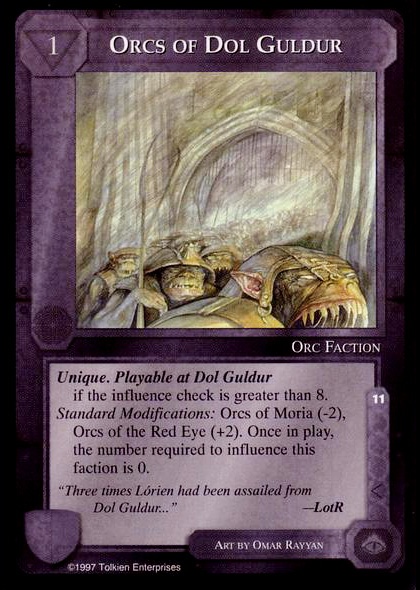 1
ORCS OF DOL GULDUR
ORC FACTION
Unique. Playable at Dol Guldur
if the influence check is greater than 8.
Standard Modifications: Orcs of Moria (-2),
Orcs of the Red Eye (+2). Once in play,
the number required to influence this
faction is 0.
11
“Three times Lórien had been assailed from
Dol Guldur...” —LotR
ART BY OMAR RAYYAN
©1997 Tolkien Enterprises